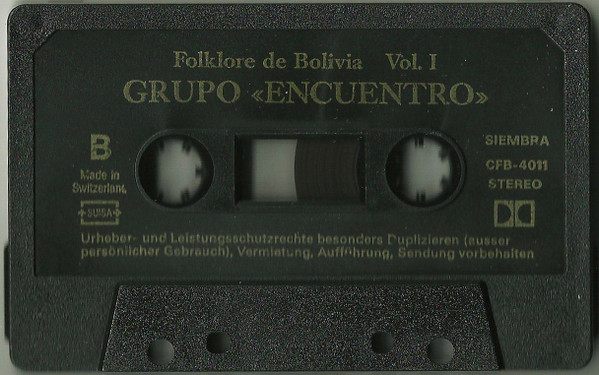 Folklore de Bolivia Vol. I
GRUPO «ENCUENTRO»
B
SIEMBRA
CFB-4011
STEREO
Made in
Switzerland
SUISA
Urheber- und Leistungsschutzrechte besonders Duplizieren (ausser
persönlicher Gebrauch), Vermietung, Aufführung, Sendung vorbehalten